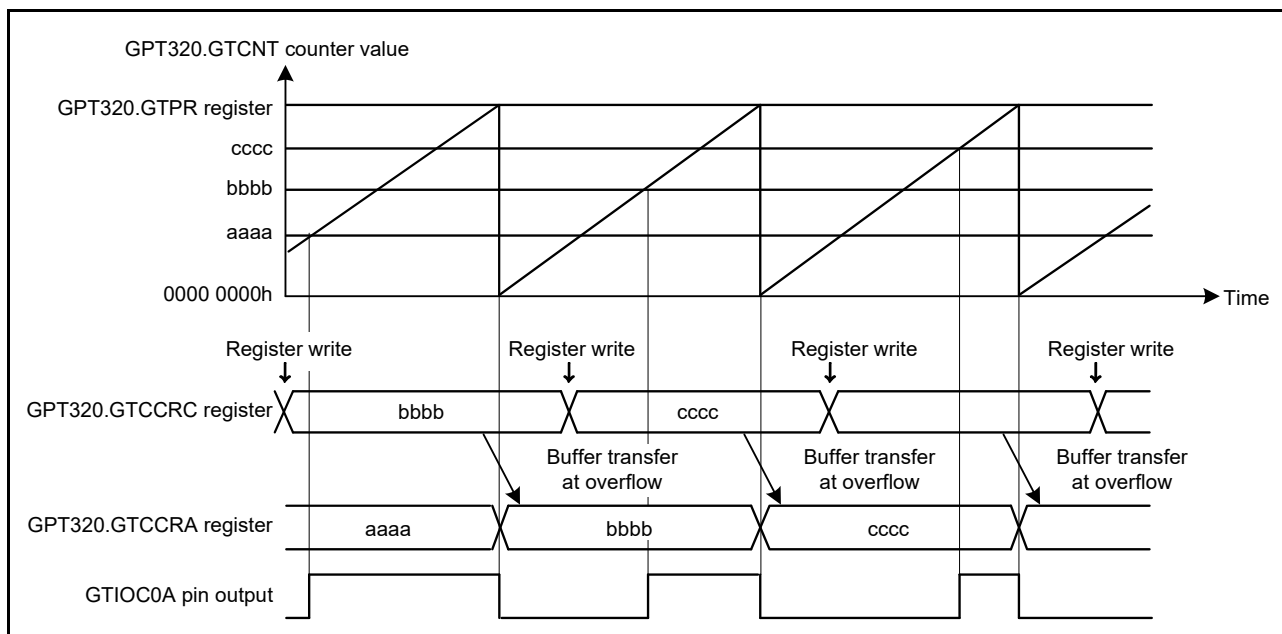 GPT320.GTCNT counter value
GPT320.GTPR register
cccc
bbbb
aaaa
0000 0000h
Time
Register write
Register write
Register write
Register write
GPT320.GTCCRC register
bbbb
cccc
Buffer transfer
at overflow
Buffer transfer
at overflow
Buffer transfer
at overflow
GPT320.GTCCRA register
aaaa
bbbb
cccc
GTIOC0A pin output